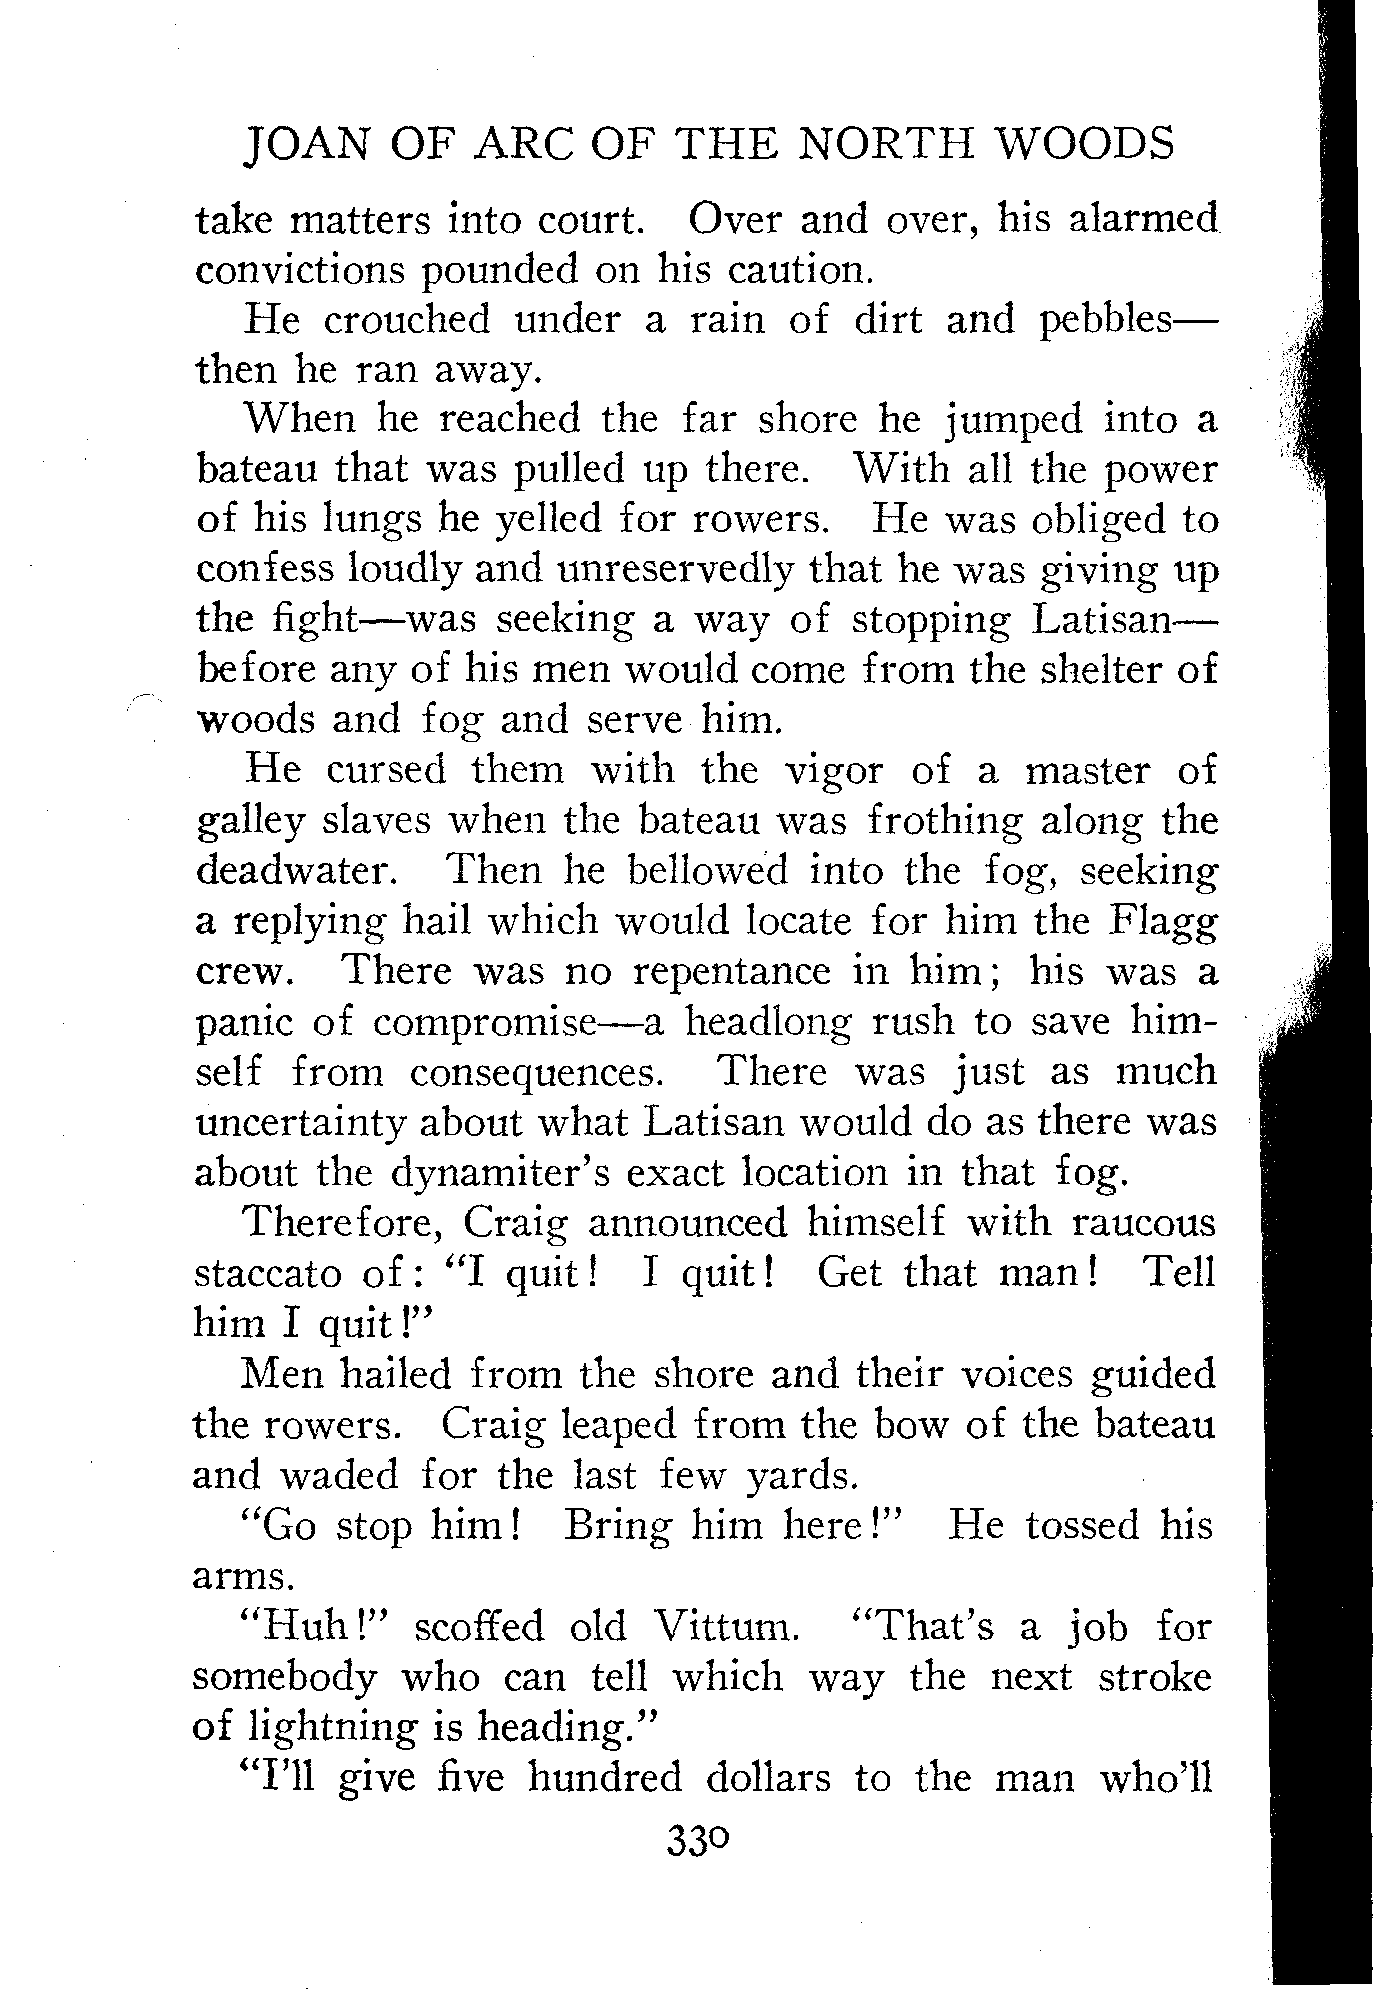 JOAN OF ARC OF THE NORTH WOODS
take matters into court. Over and over, his alarmed
convictions pounded on his caution.
He crouched under a rain of dirt and pebbles—
then he ran away.
When he reached the far shore he jumped into a
bateau that was pulled up there. With all the power
of his lungs he yelled for rowers. He was obliged to
confess loudly and unreservedly that he was giving up
the fight—was seeking a way of stopping Latisan—
before any of his men would come from the shelter of
woods and fog and serve him.
He cursed them with the vigor of a master of
galley slaves when the bateau was frothing along the
deadwater. Then he bellowed into the fog, seeking
a replying hail which would locate for him the Flagg
crew. There was no repentance in him; his was a
panic of compromise—a headlong rush to save him-
self from consequences. There was just as much
uncertainty about what Latisan would do as there was
about the dynamiter's exact location in that fog.
Therefore, Craig announced himself with raucous
staccato of: "I quit! I quit! Get that man! Tell
him I quit!"
Men hailed from the shore and their voices guided
the rowers. Craig leaped from the bow of the bateau
and waded for the last few yards.
"Go stop him! Bring him here!" He tossed his
arms.
"Huh!" scoffed old Vittum. "That's a job for
somebody who can tell which way the next stroke
of lightning is heading."
"I'll give five hundred dollars to the man who'll
330